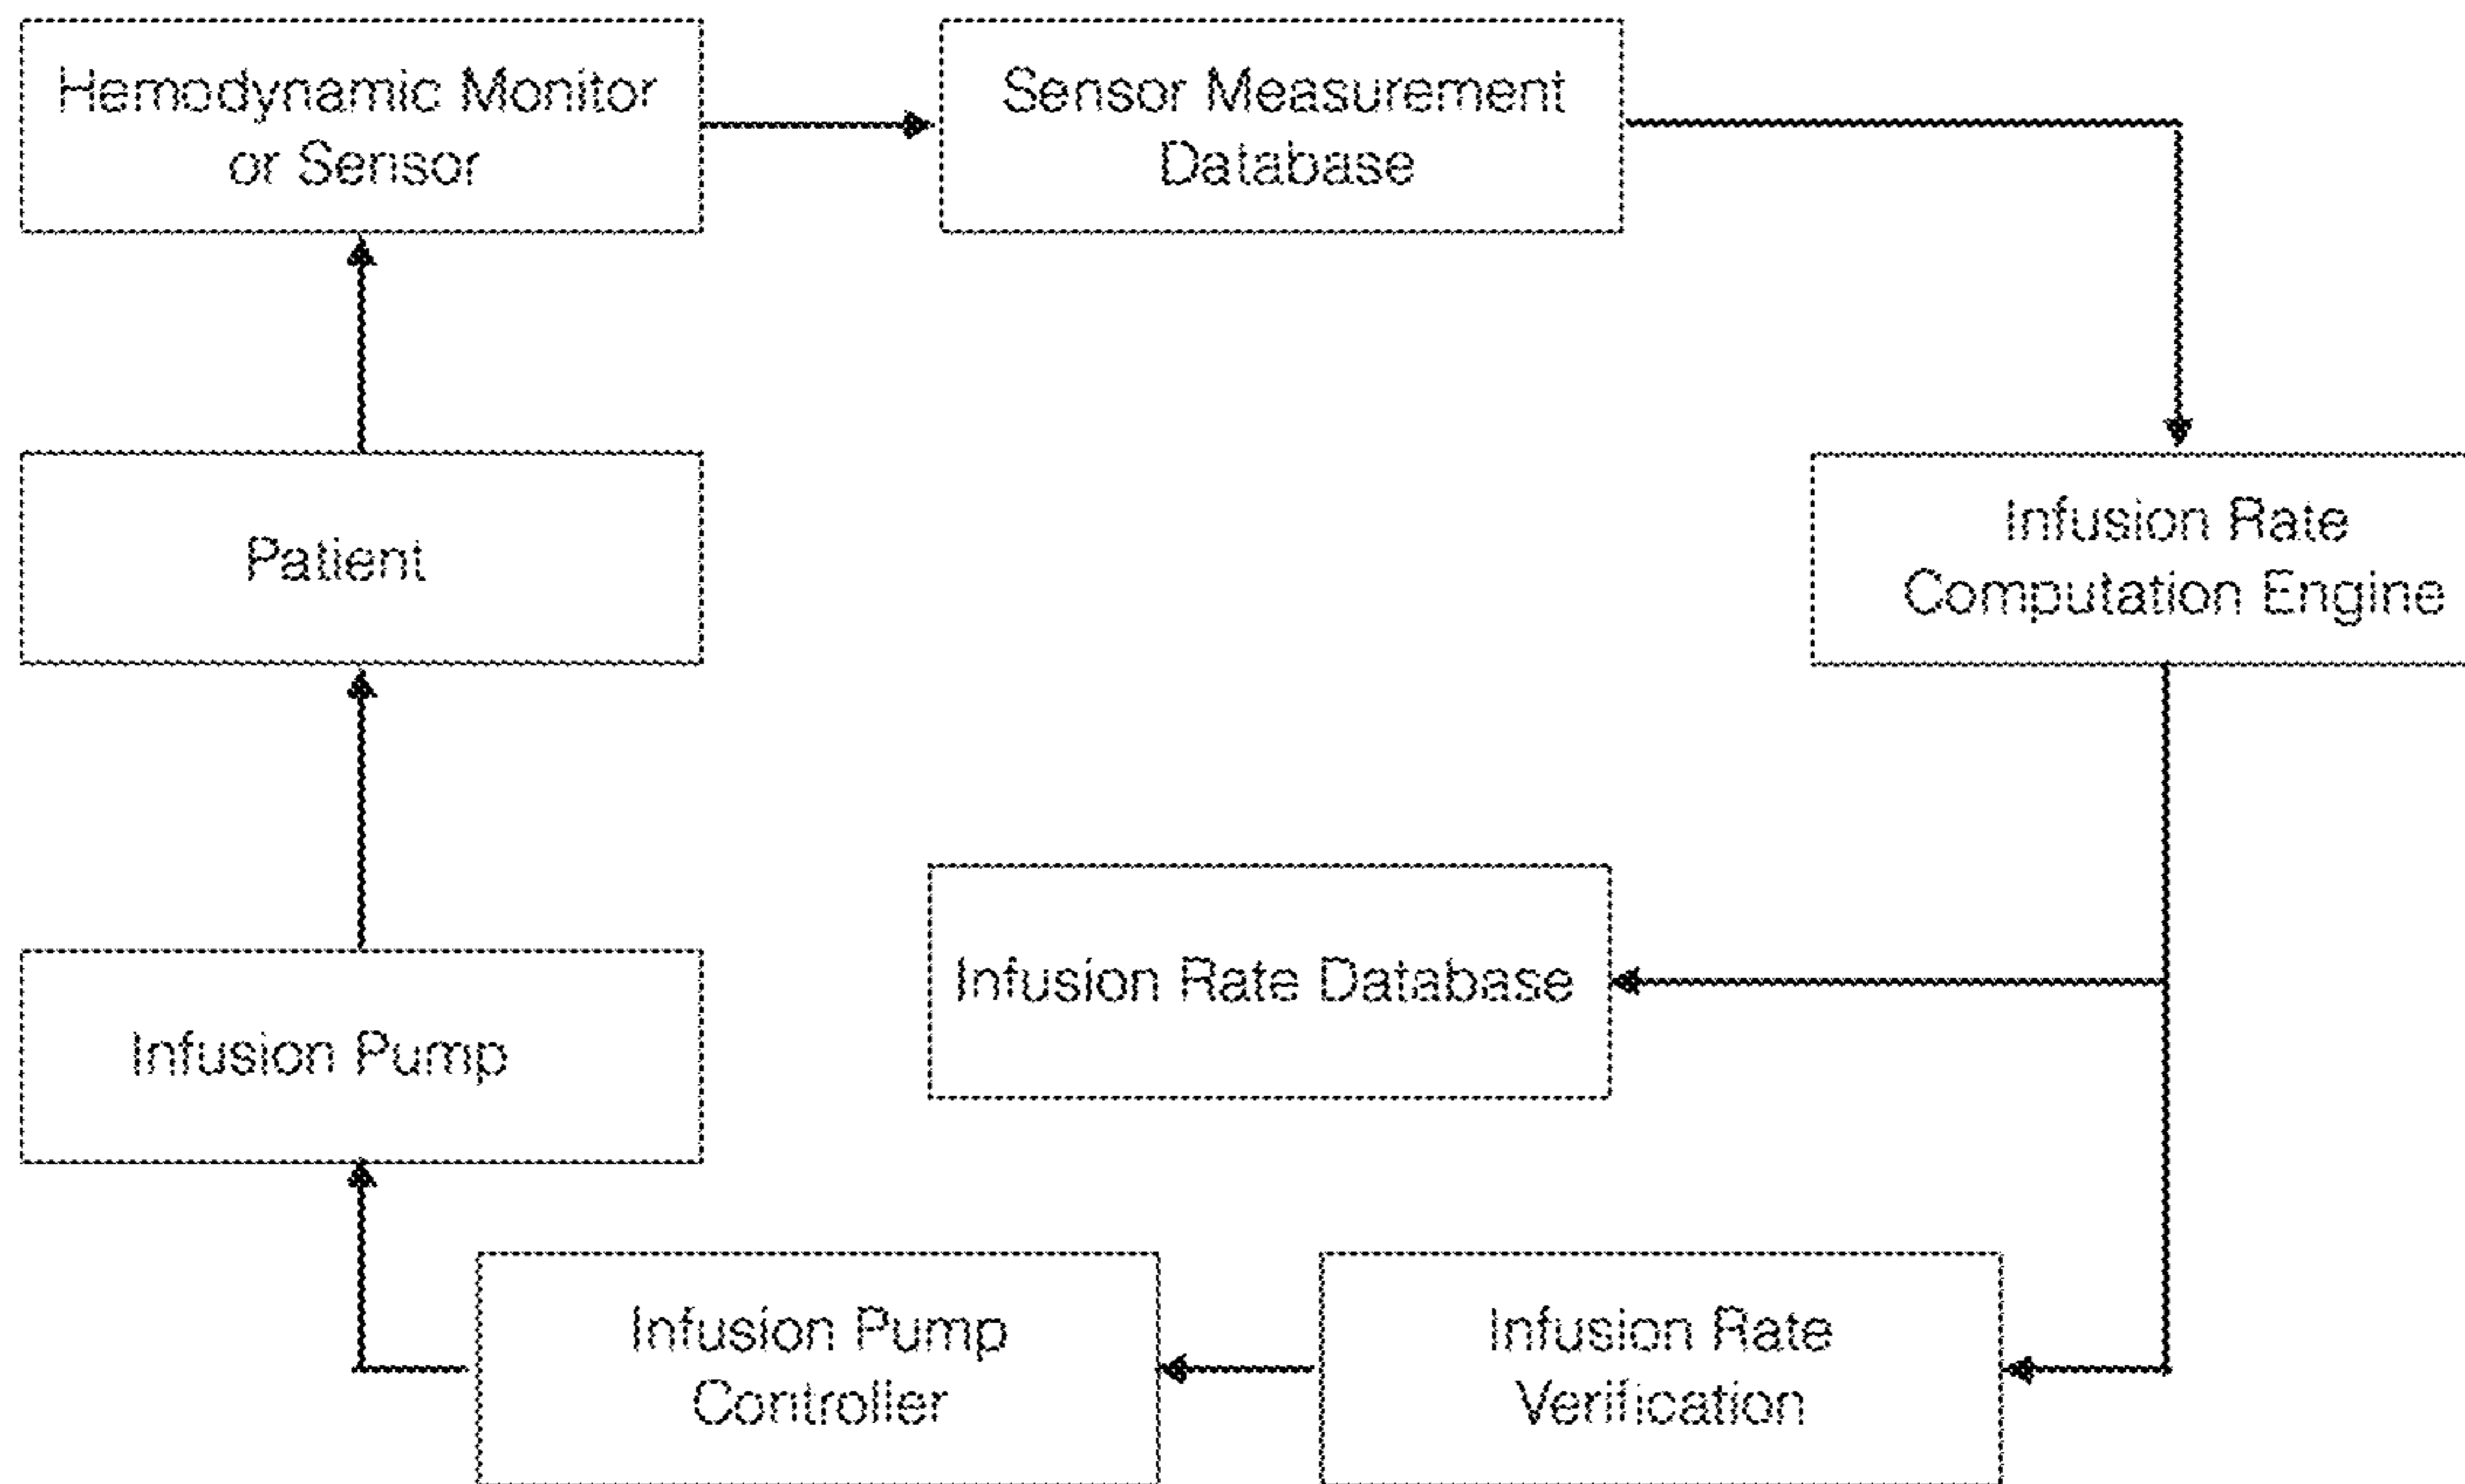 Hemodynamic Monitor
or Sensor
Sensor Measurement
Database
Patient
Infusion Rate
Computation Engine
Infusion Rate Database
Infusion Pump
Infusion Pump
Controller
Infusion Rate
Verification